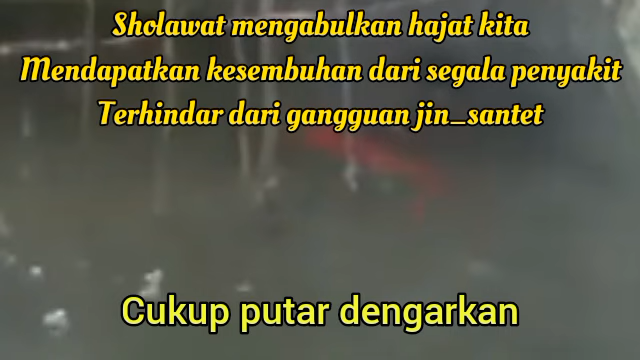 Sholawat mengabulkan hajat kita
Mendapatkan kesembuhan dari segala penyakit
Terhindar dari gangguan jin_santet
Cukup putar dengarkan